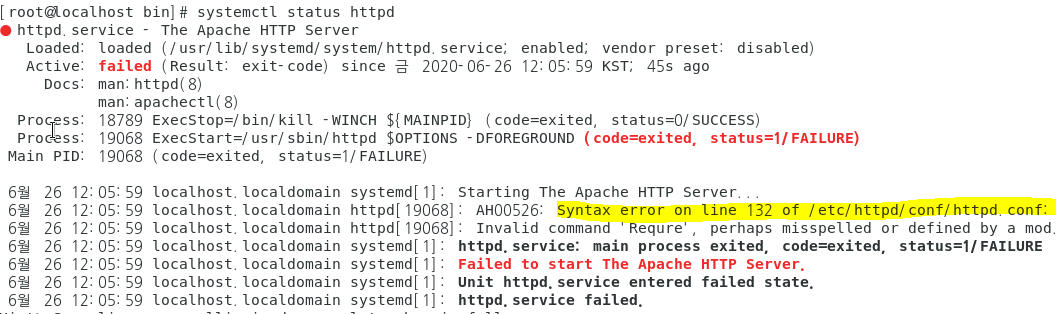 [root@localhost bin]# systemctl status httpd
● httpd.service - The Apache HTTP Server
Loaded: loaded (/usr/lib/systemd/system/httpd.service; enabled; vendor preset: disabled)
Active: failed (Result: exit-code) since 금 2020-06-26 12:05:59 KST; 45s ago
Docs: man:httpd(8)
man:apachectl(8)
Process: 18789 ExecStop=/bin/kill -WINCH ${MAINPID} (code=exited, status=0/SUCCESS)
Process: 19068 ExecStart=/usr/sbin/httpd $OPTIONS -DFOREGROUND (code=exited, status=1/FAILURE)
Main PID: 19068 (code=exited, status=1/FAILURE)
6월 26 12:05:59 localhost.localdomain systemd[1]: Starting The Apache HTTP Server...
6월 26 12:05:59 localhost.localdomain httpd[19068]: AH00526: Syntax error on line 132 of /etc/httpd/conf/httpd.conf:
6월 26 12:05:59 localhost.localdomain httpd[19068]: Invalid command 'Requre', perhaps misspelled or defined by a mod.
6월 26 12:05:59 localhost.localdomain systemd[1]: httpd.service: main process exited, code=exited, status=1/FAILURE
6월 26 12:05:59 localhost.localdomain systemd[1]: Failed to start The Apache HTTP Server.
6월 26 12:05:59 localhost.localdomain systemd[1]: Unit httpd.service entered failed state.
6월 26 12:05:59 localhost.localdomain systemd[1]: httpd.service failed.